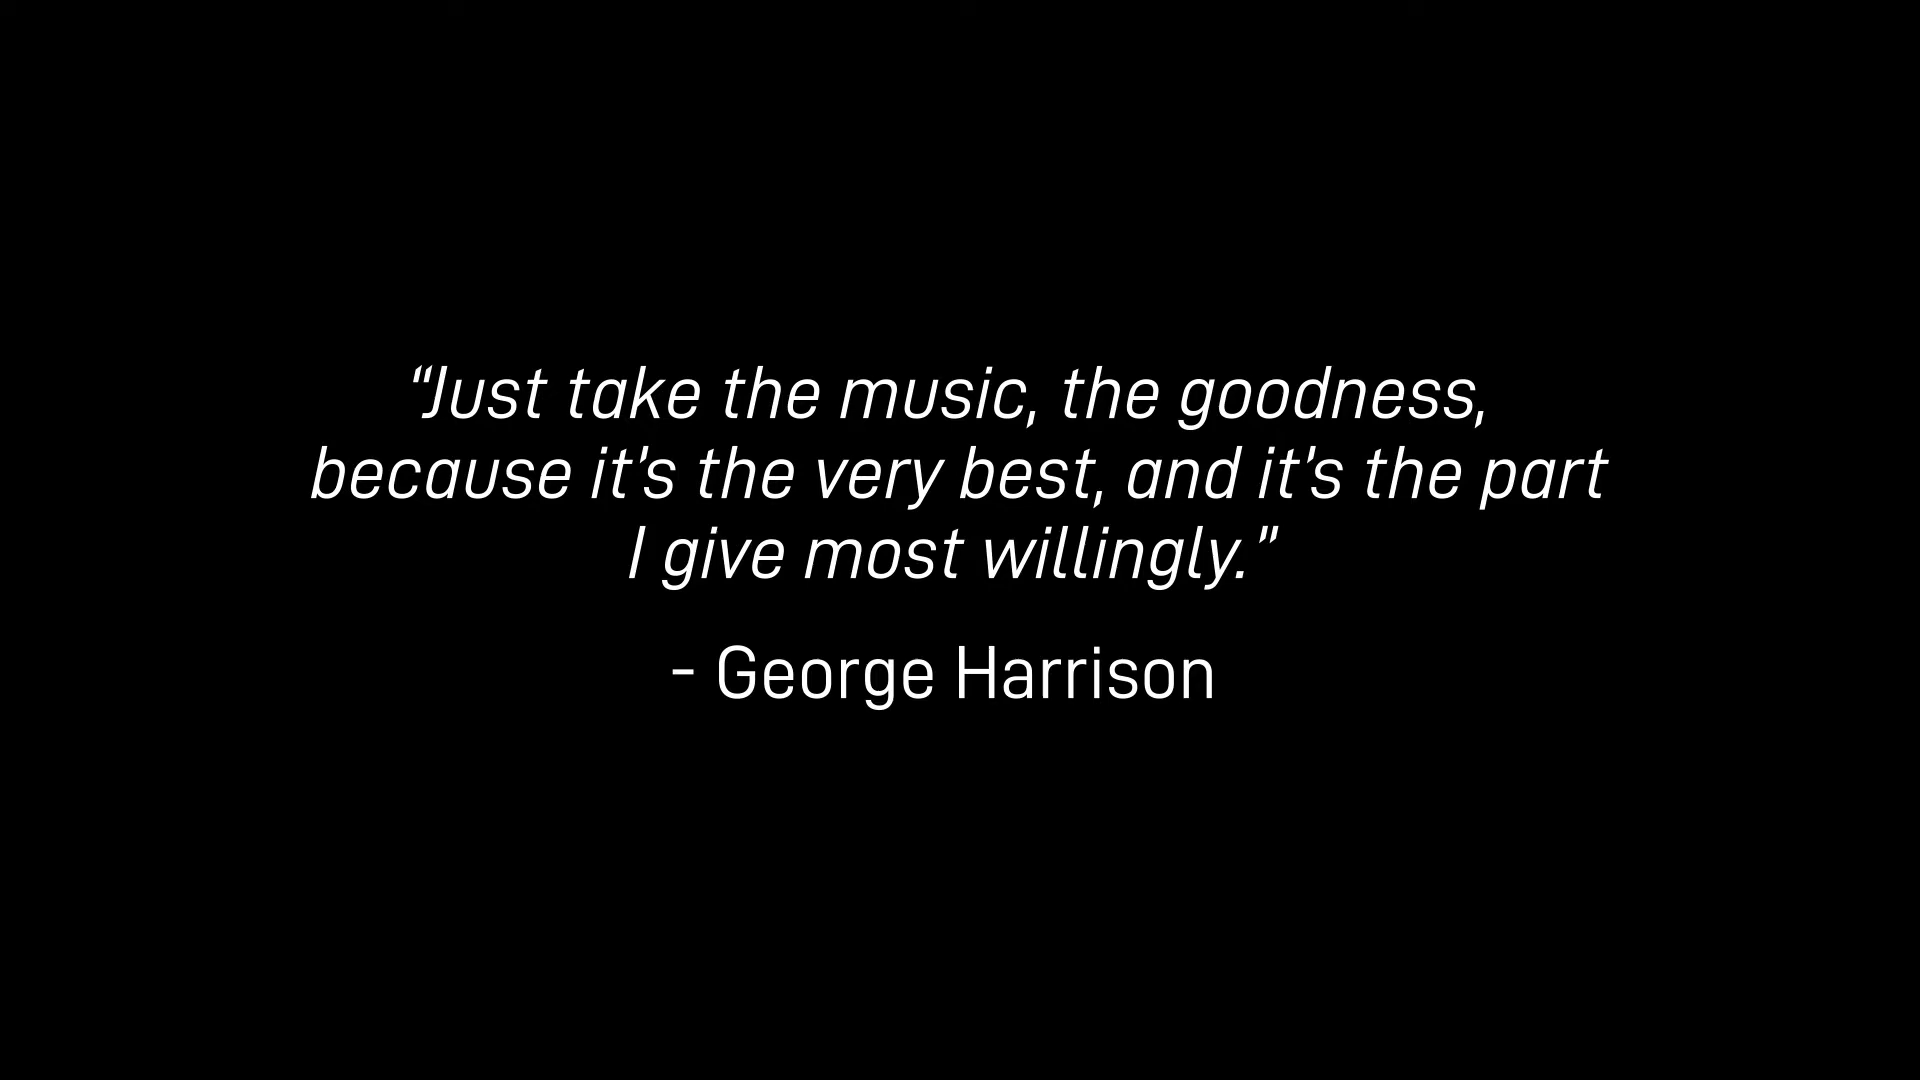 “Just take the music, the goodness,
because it’s the very best, and it’s the part
I give most willingly.”
- George Harrison